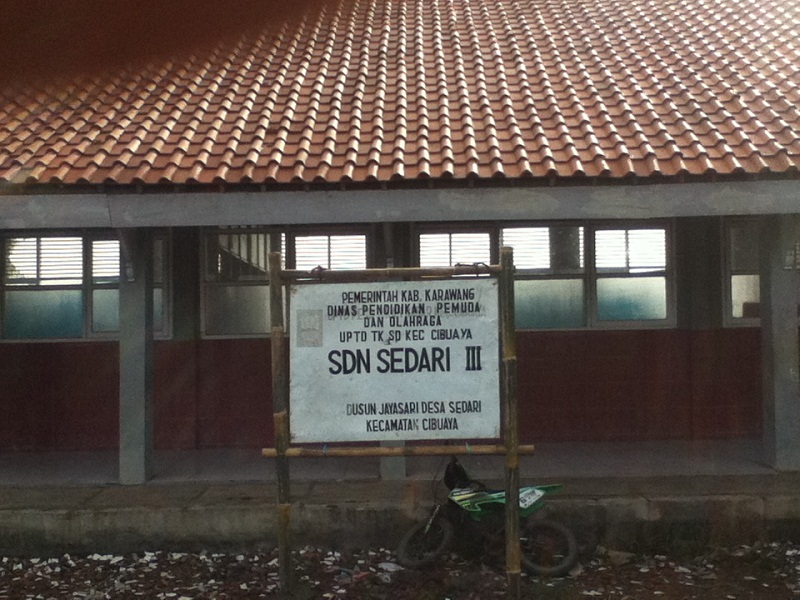 PEMERINTAH KAB. KARAWANG
DINAS PENDIDIKAN PEMUDA
DAN OLAHRAGA
UPTD TK SD KEC CIBUAYA
SDN SEDARI III
DUSUN JAYASARI DESA SEDARI
KECAMATAN CIBUAYA